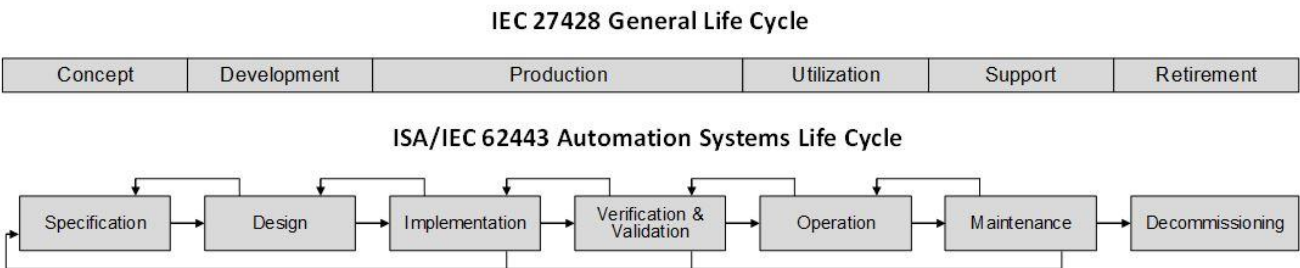 IEC 27428 General Life Cycle
Concept Development Production Utilization Support Retirement
ISA/IEC 62443 Automation Systems Life Cycle
Specification Design Implementation Verification & Validation Operation Maintenance Decommissioning